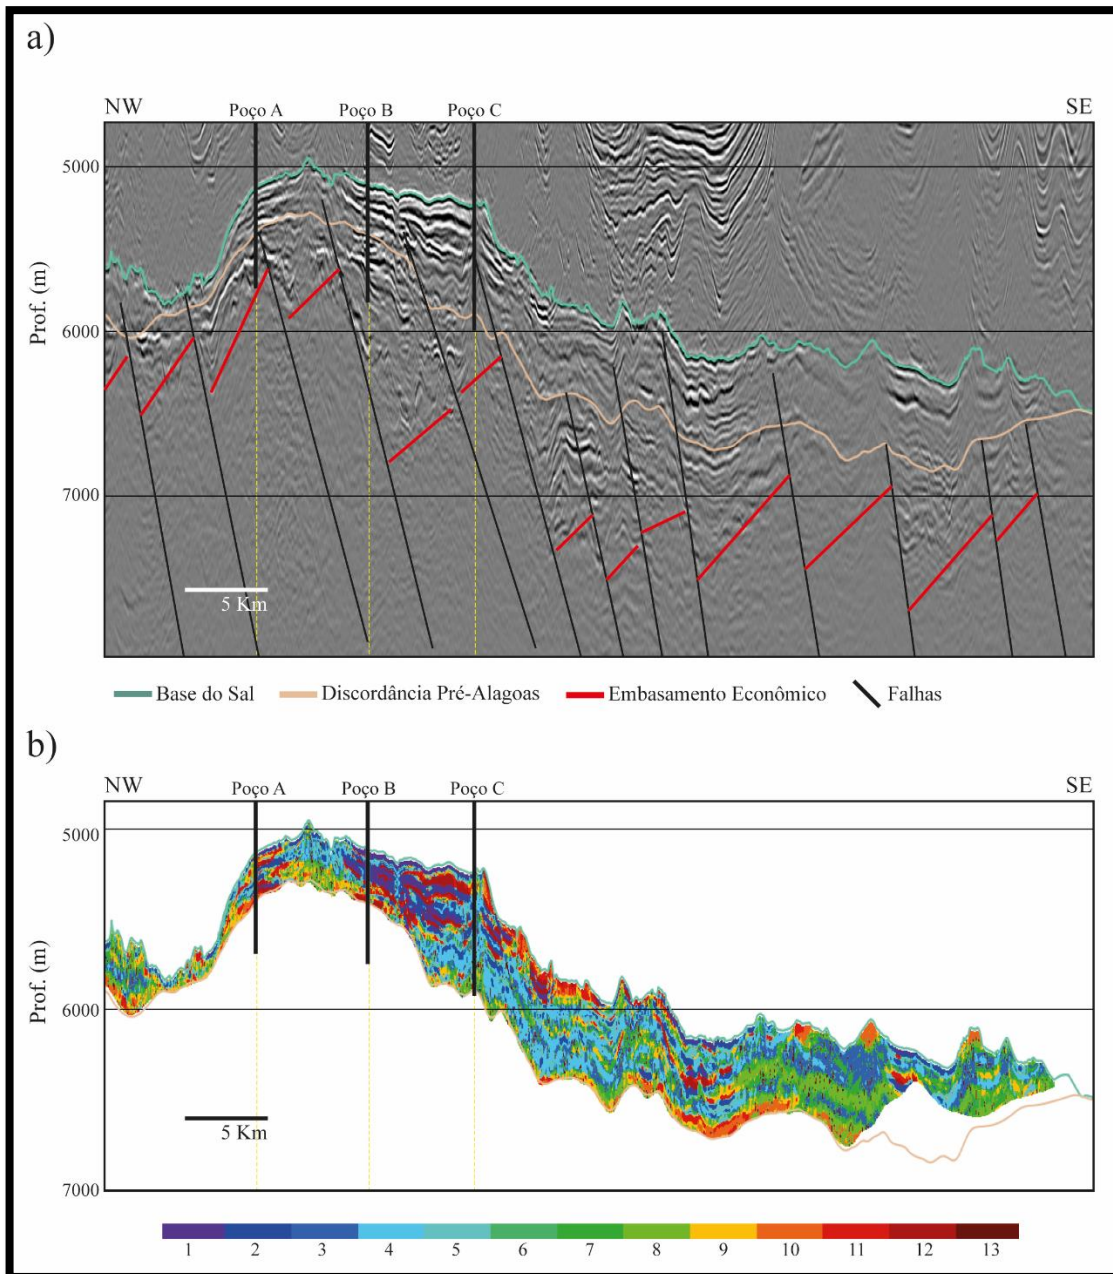 a)
NW SE
Poço A Poço B Poço C
Prof. (m)
5000
6000
7000
5 Km
Base do Sal Discordância Pré-Alagoas Embasamento Econômico Falhas
b)
NW SE
Poço A Poço B Poço C
Prof. (m)
5000
6000
7000
5 Km
1 2 3 4 5 6 7 8 9 10 11 12 13